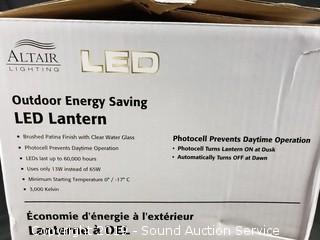 ALTAIR
LIGHTING
LED
Outdoor Energy Saving
LED Lantern
• Brushed Patina Finish with Clear Water Glass
• Photocell Prevents Daytime Operation
• LEDs last up to 60,000 hours
• Uses only 13W instead of 65W
• Minimum Starting Temperature 0° / -17° C
• 3,000 Kelvin
Photocell Prevents Daytime Operation
• Photocell Turns Lantern ON at Dusk
• Automatically Turns OFF at Dawn
Économie d'énergie à l'extérieur
Lanterne à DEL